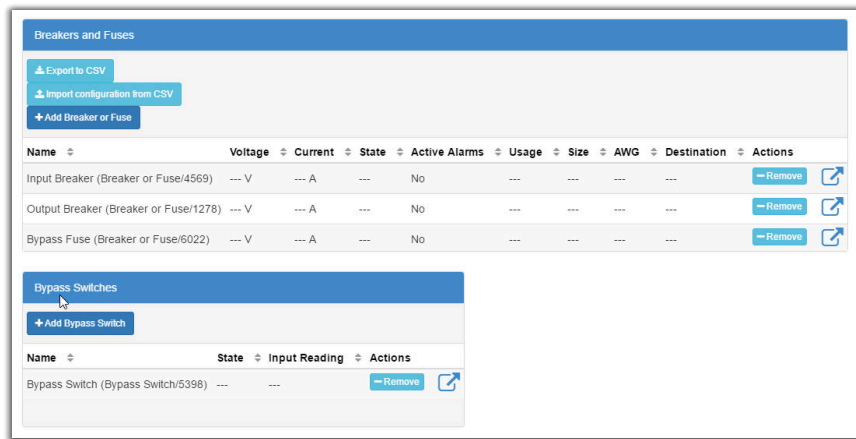 Breakers and Fuses
Export to CSV
Import configuration from CSV
+ Add Breaker or Fuse
Name Voltage Current State Active Alarms Usage Size AWG Destination Actions
Input Breaker (Breaker or Fuse/4569) --- V --- A --- No --- --- --- --- − Remove
Output Breaker (Breaker or Fuse/1278) --- V --- A --- No --- --- --- --- − Remove
Bypass Fuse (Breaker or Fuse/6022) --- V --- A --- No --- --- --- --- − Remove
Bypass Switches
+ Add Bypass Switch
Name State Input Reading Actions
Bypass Switch (Bypass Switch/5398) --- --- − Remove